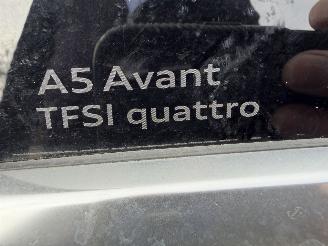 A5 Avant
TFSI quattro